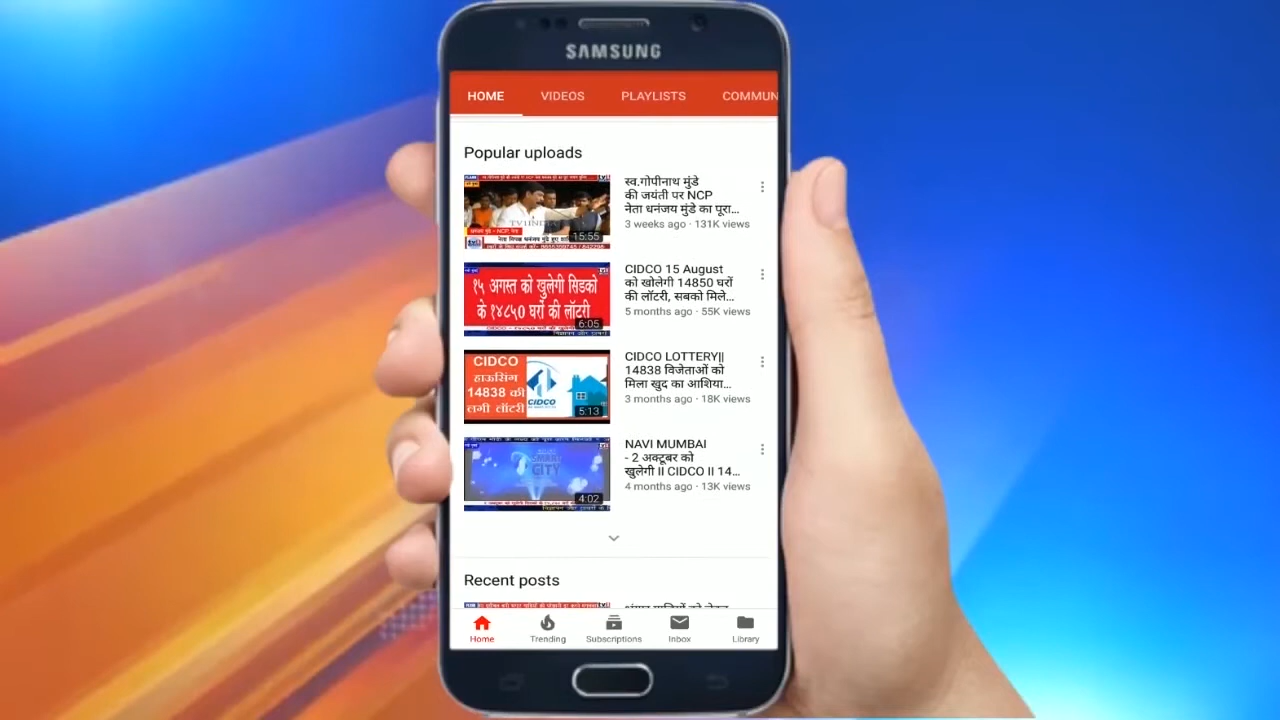 SAMSUNG
HOME VIDEOS PLAYLISTS COMMUN
Popular uploads
स्व.गोपीनाथ मुंडे
की जयंती पर NCP
नेता धनंजय मुंडे का पूरा...
3 weeks ago · 131K views
15:55
CIDCO 15 August
को खोलेगी 14850 घरों
की लॉटरी, सबको मिले...
5 months ago · 55K views
१५ अगस्त को खुलेगी सिडको
के १४८५० घरों की लॉटरी
6:05
CIDCO LOTTERY||
14838 विजेताओं को
मिला खुद का आशिया...
3 months ago · 18K views
CIDCO
हाऊसिंग
14838 की
लगी लॉटरी
CIDCO
5:13
NAVI MUMBAI
- 2 अक्टूबर को
खुलेगी II CIDCO II 14...
4 months ago · 13K views
SMART
CITY
4:02
Recent posts
Home Trending Subscriptions Inbox Library